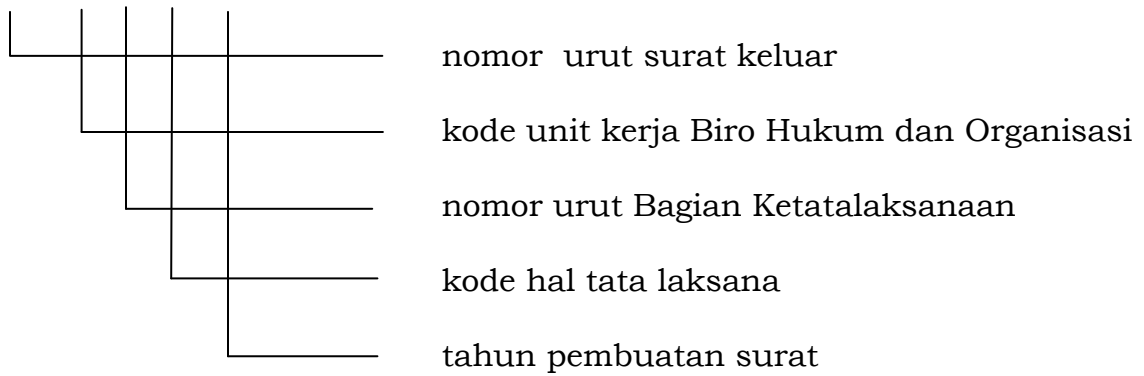 nomor urut surat keluar
kode unit kerja Biro Hukum dan Organisasi
nomor urut Bagian Ketatalaksanaan
kode hal tata laksana
tahun pembuatan surat